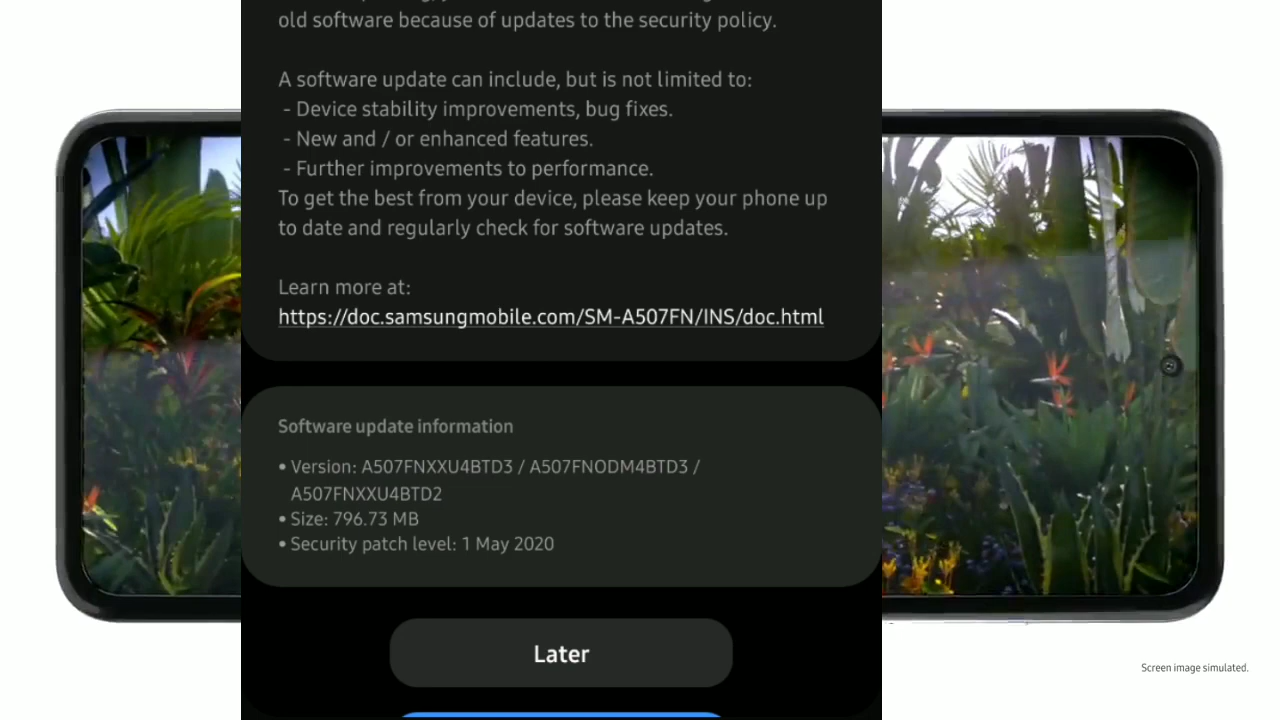 old software because of updates to the security policy.
A software update can include, but is not limited to:
- Device stability improvements, bug fixes.
- New and / or enhanced features.
- Further improvements to performance.
To get the best from your device, please keep your phone up
to date and regularly check for software updates.
Learn more at:
https://doc.samsungmobile.com/SM-A507FN/INS/doc.html
Software update information
• Version: A507FNXXU4BTD3 / A507FNODM4BTD3 /
A507FNXXU4BTD2
• Size: 796.73 MB
• Security patch level: 1 May 2020
Later
Screen image simulated.